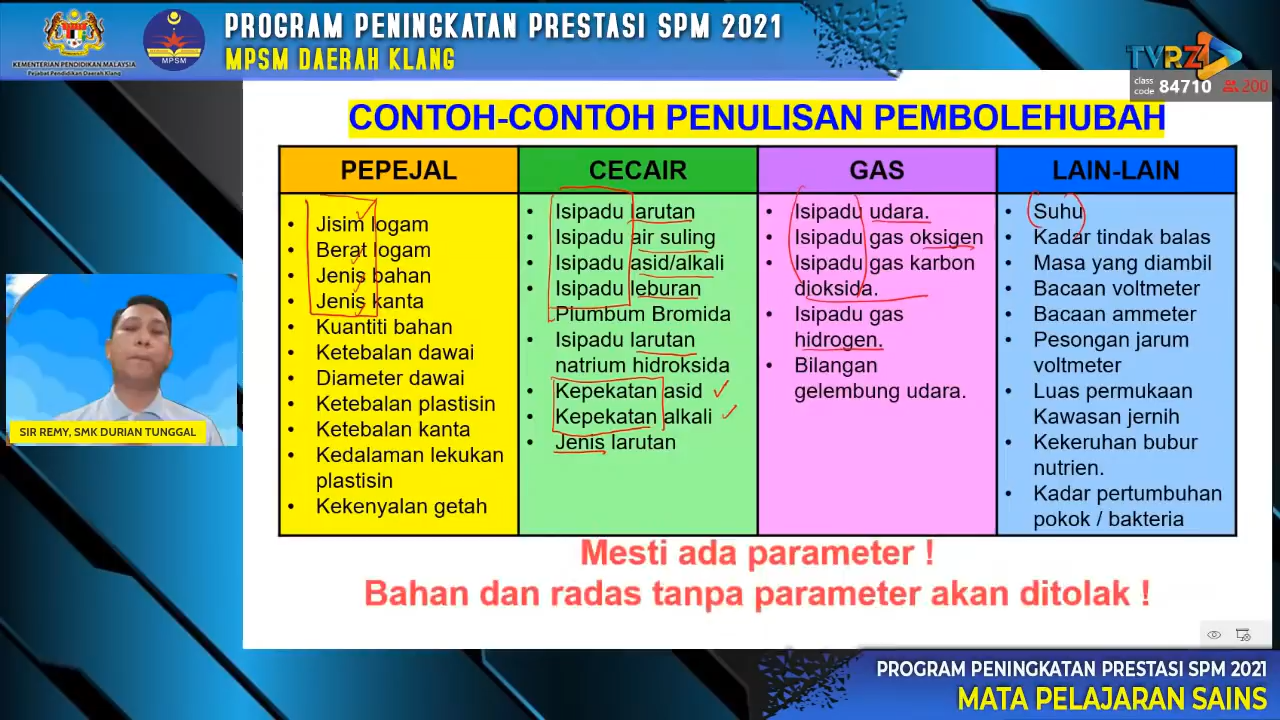 KEMENTERIAN PENDIDIKAN MALAYSIA
Pejabat Pendidikan Daerah Klang
MPSM
PROGRAM PENINGKATAN PRESTASI SPM 2021
MPSM DAERAH KLANG
TVRZ
class code 84710 200
CONTOH-CONTOH PENULISAN PEMBOLEHUBAH
PEPEJAL
• Jisim logam
• Berat logam
• Jenis bahan
• Jenis kanta
• Kuantiti bahan
• Ketebalan dawai
• Diameter dawai
• Ketebalan plastisin
• Ketebalan kanta
• Kedalaman lekukan
plastisin
• Kekenyalan getah
CECAIR
• Isipadu larutan
• Isipadu air suling
• Isipadu asid/alkali
• Isipadu leburan
Plumbum Bromida
• Isipadu larutan
natrium hidroksida
• Kepekatan asid
• Kepekatan alkali
• Jenis larutan
GAS
• Isipadu udara.
• Isipadu gas oksigen
• Isipadu gas karbon
dioksida.
• Isipadu gas
hidrogen.
• Bilangan
gelembung udara.
LAIN-LAIN
• Suhu
• Kadar tindak balas
• Masa yang diambil
• Bacaan voltmeter
• Bacaan ammeter
• Pesongan jarum
voltmeter
• Luas permukaan
Kawasan jernih
• Kekeruhan bubur
nutrien.
• Kadar pertumbuhan
pokok / bakteria
Mesti ada parameter !
Bahan dan radas tanpa parameter akan ditolak !
SIR REMY, SMK DURIAN TUNGGAL
PROGRAM PENINGKATAN PRESTASI SPM 2021
MATA PELAJARAN SAINS